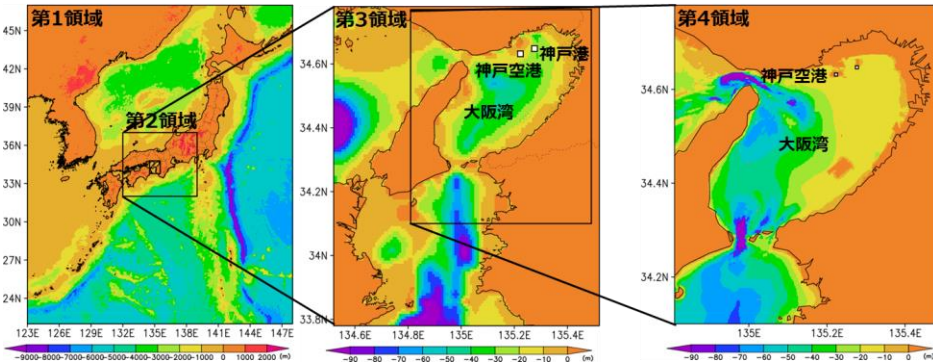 第1領域
45N
42N
39N
36N
33N
30N
27N
24N
第2領域
123E 126E 129E 132E 135E 138E 141E 144E 147E
-9000 -8000 -7000 -6000 -5000 -4000 -3000 -2000 -1000 0 1000 2000 (m)
第3領域
34.6N
34.4N
34.2N
34N
33.8N
神戸港
神戸空港
大阪湾
134.6E 134.8E 135E 135.2E 135.4E
-90 -80 -70 -60 -50 -40 -30 -20 -10 0 (m)
第4領域
34.6N
34.4N
34.2N
神戸空港
大阪湾
135E 135.2E 135.4E
-90 -80 -70 -60 -50 -40 -30 -20 -10 0 (m)